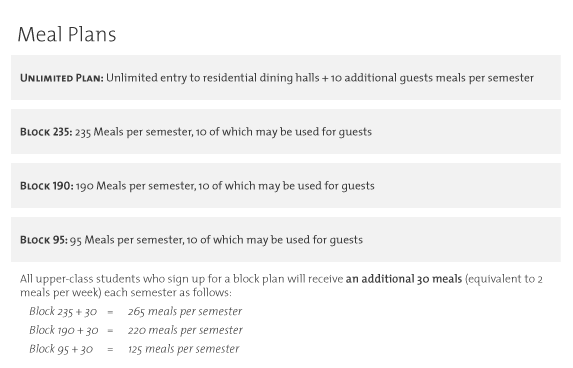 Meal Plans
Unlimited Plan: Unlimited entry to residential dining halls + 10 additional guests meals per semester
Block 235: 235 Meals per semester, 10 of which may be used for guests
Block 190: 190 Meals per semester, 10 of which may be used for guests
Block 95: 95 Meals per semester, 10 of which may be used for guests
All upper-class students who sign up for a block plan will receive an additional 30 meals (equivalent to 2
meals per week) each semester as follows:
Block 235 + 30 = 265 meals per semester
Block 190 + 30 = 220 meals per semester
Block 95 + 30 = 125 meals per semester